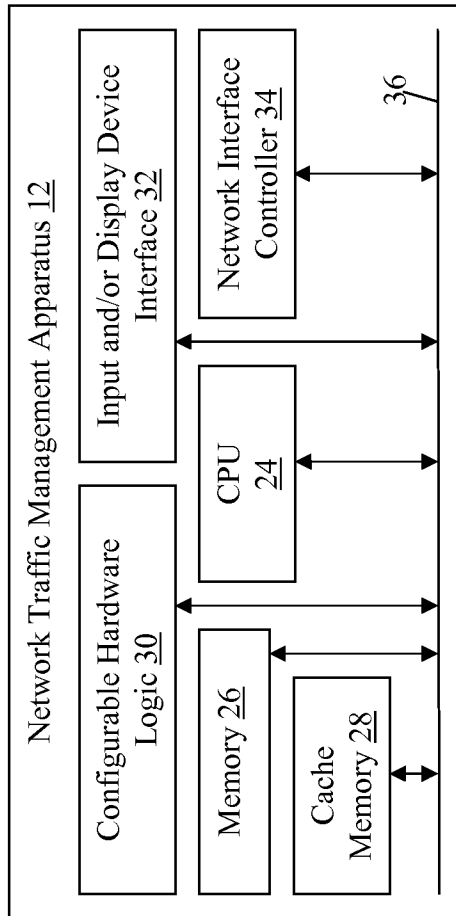 Network Traffic Management Apparatus 12
Configurable Hardware
Logic 30
Input and/or Display Device
Interface 32
Memory 26
CPU
24
Network Interface
Controller 34
Cache
Memory 28
36